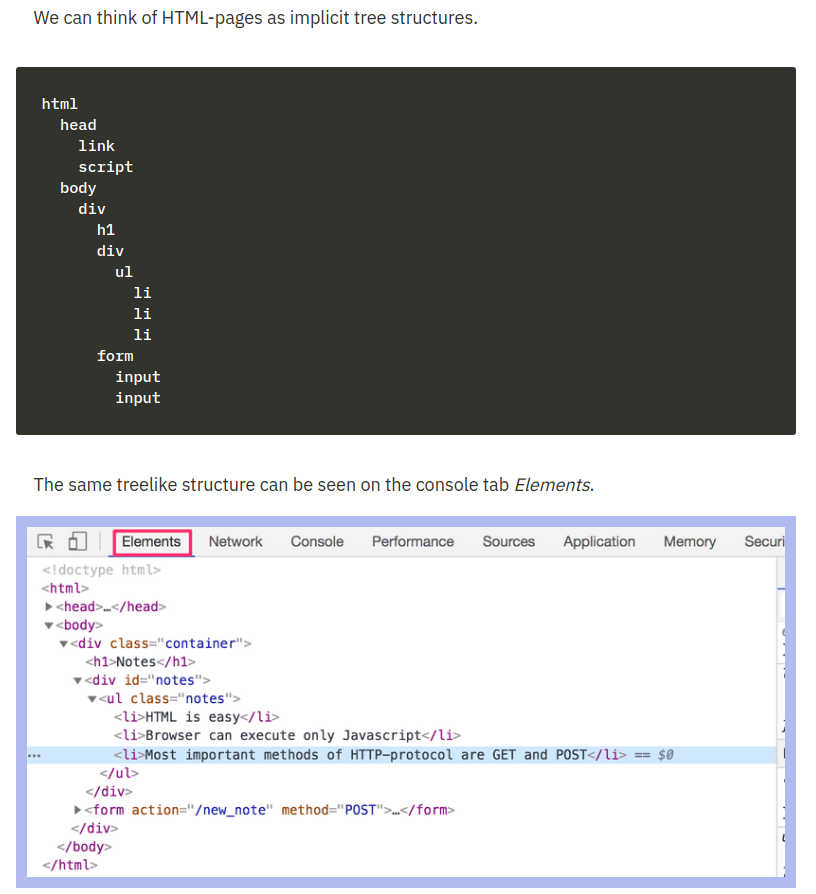 We can think of HTML-pages as implicit tree structures.
html
head
link
script
body
div
h1
div
ul
li
li
li
form
input
input
The same treelike structure can be seen on the console tab Elements.
Elements Network Console Performance Sources Application Memory Securi
<!doctype html>
<html>
▶<head>…</head>
▼<body>
▼<div class="container">
<h1>Notes</h1>
▼<div id="notes">
▼<ul class="notes">
<li>HTML is easy</li>
<li>Browser can execute only Javascript</li>
… <li>Most important methods of HTTP-protocol are GET and POST</li> == $0
</ul>
</div>
▶<form action="/new_note" method="POST">…</form>
</div>
</body>
</html>